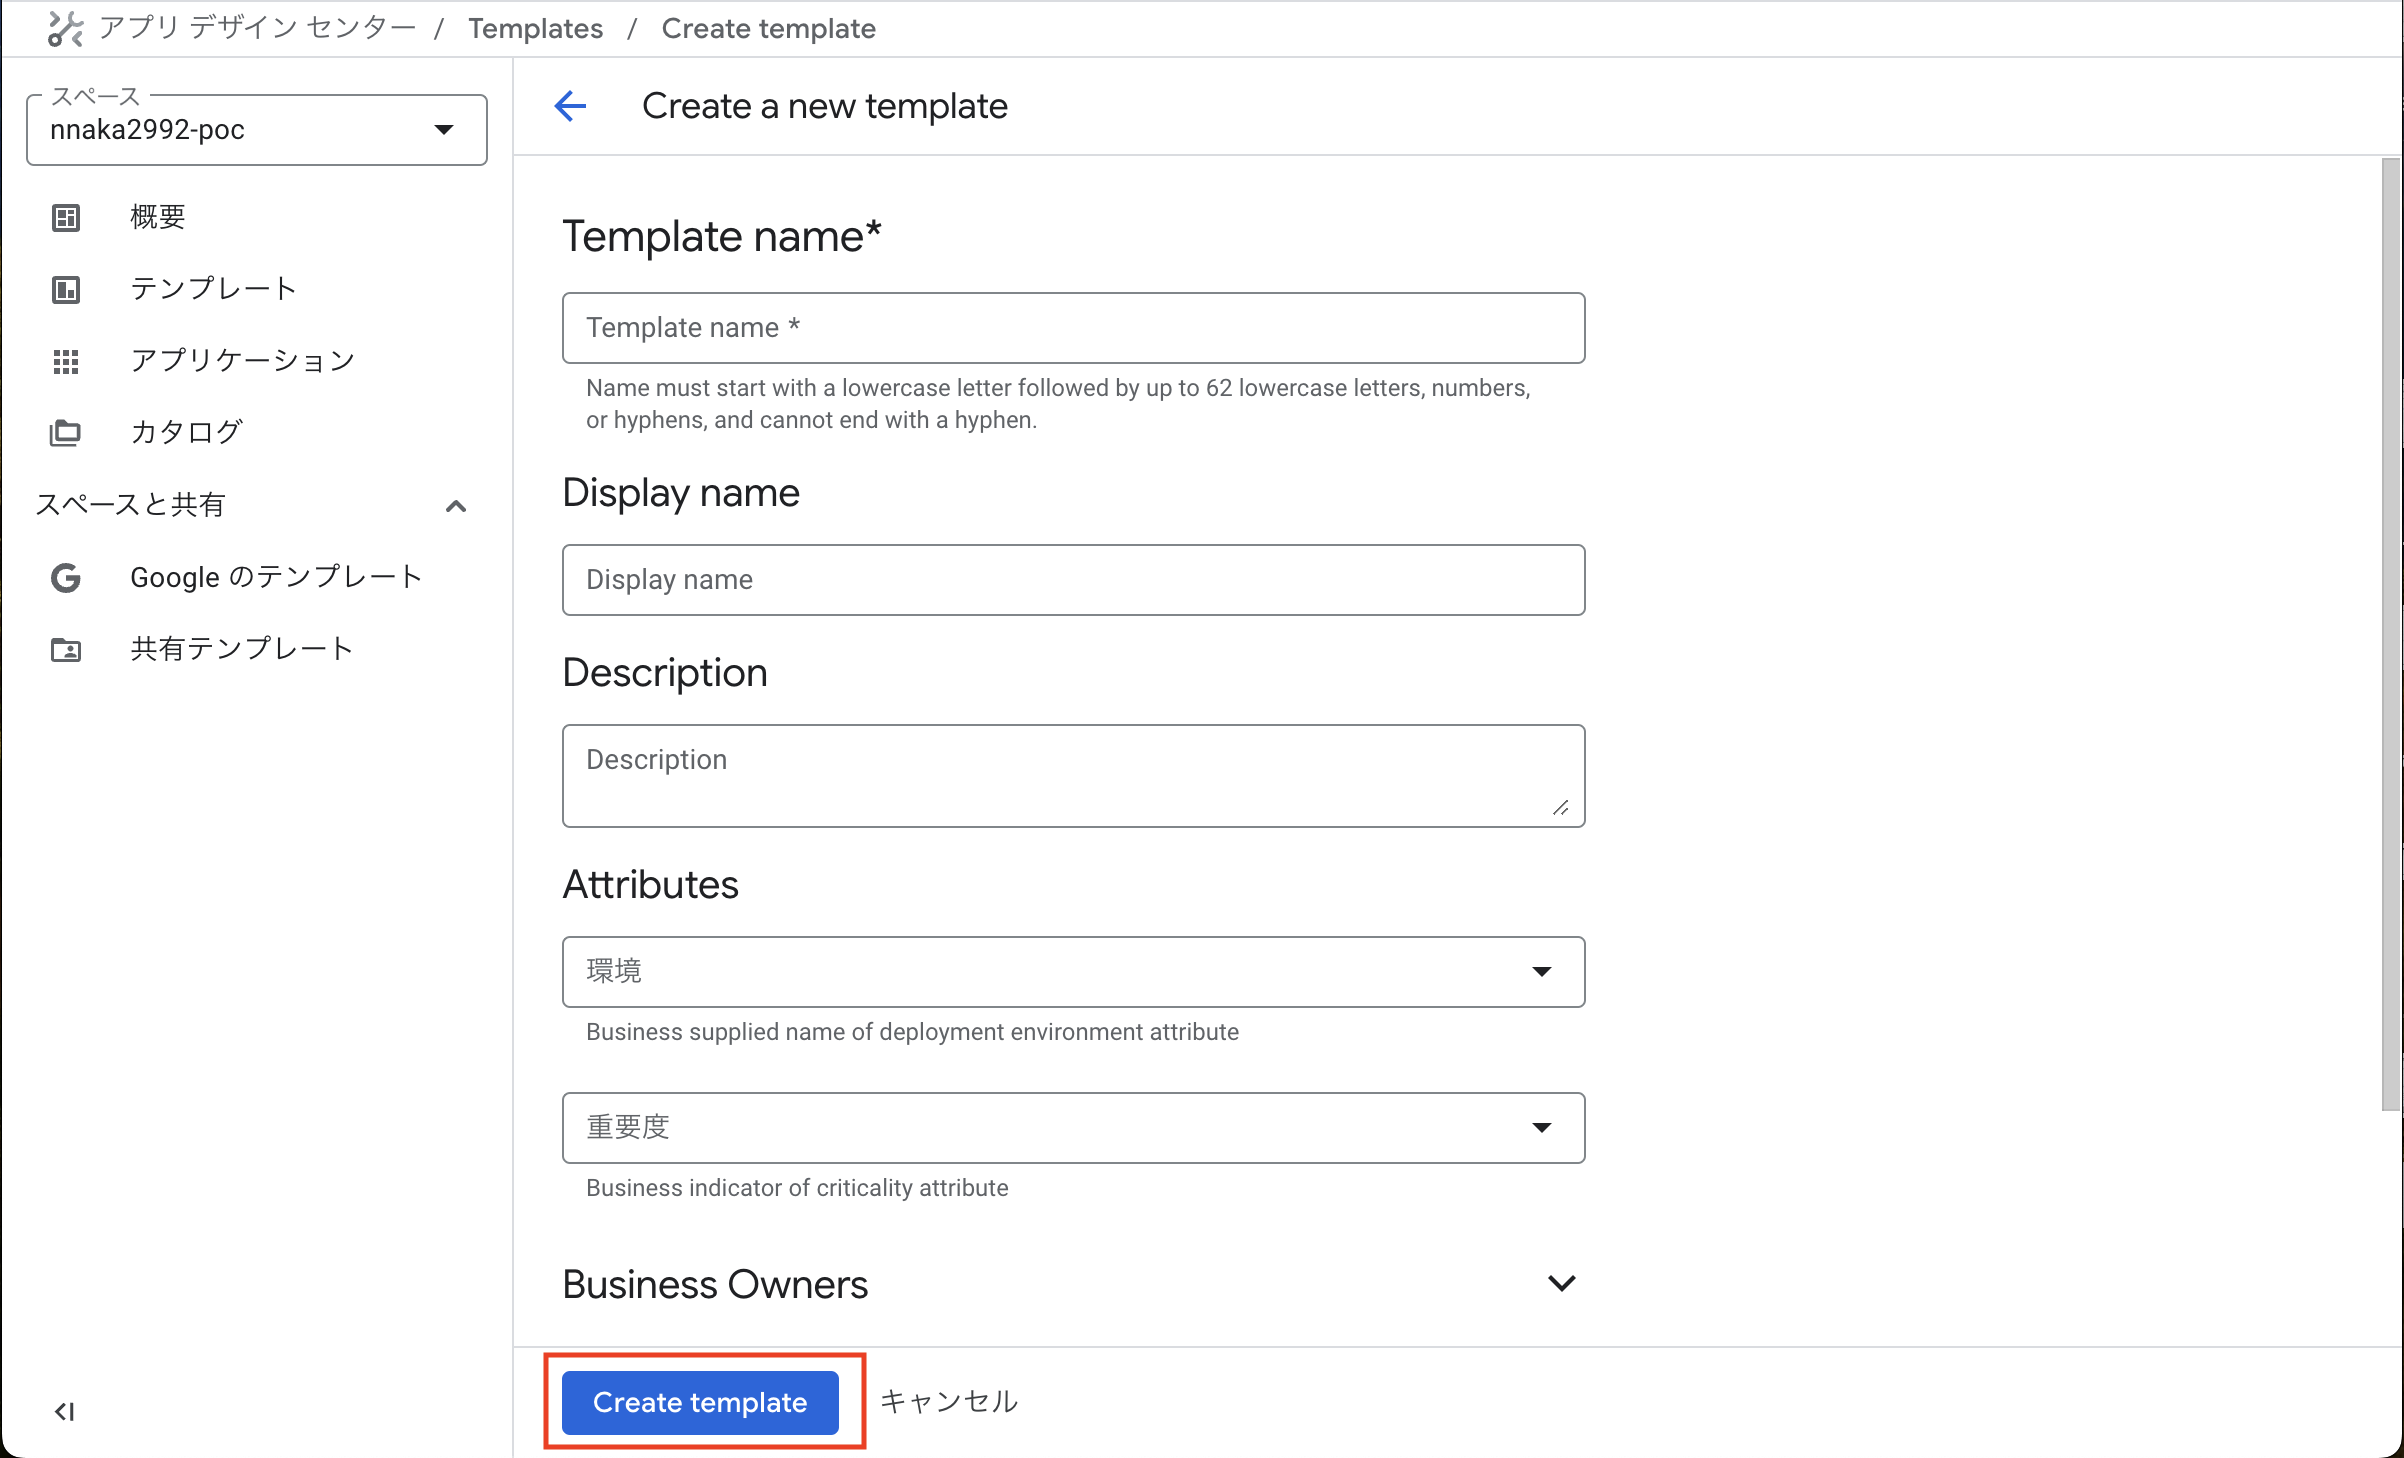 アプリ デザイン センター / Templates / Create template
スペース
nnaka2992-poc
概要
テンプレート
アプリケーション
カタログ
スペースと共有
Google のテンプレート
共有テンプレート
Create a new template
Template name*
Template name *
Name must start with a lowercase letter followed by up to 62 lowercase letters, numbers,
or hyphens, and cannot end with a hyphen.
Display name
Display name
Description
Description
Attributes
環境
Business supplied name of deployment environment attribute
重要度
Business indicator of criticality attribute
Business Owners
Create template
キャンセル